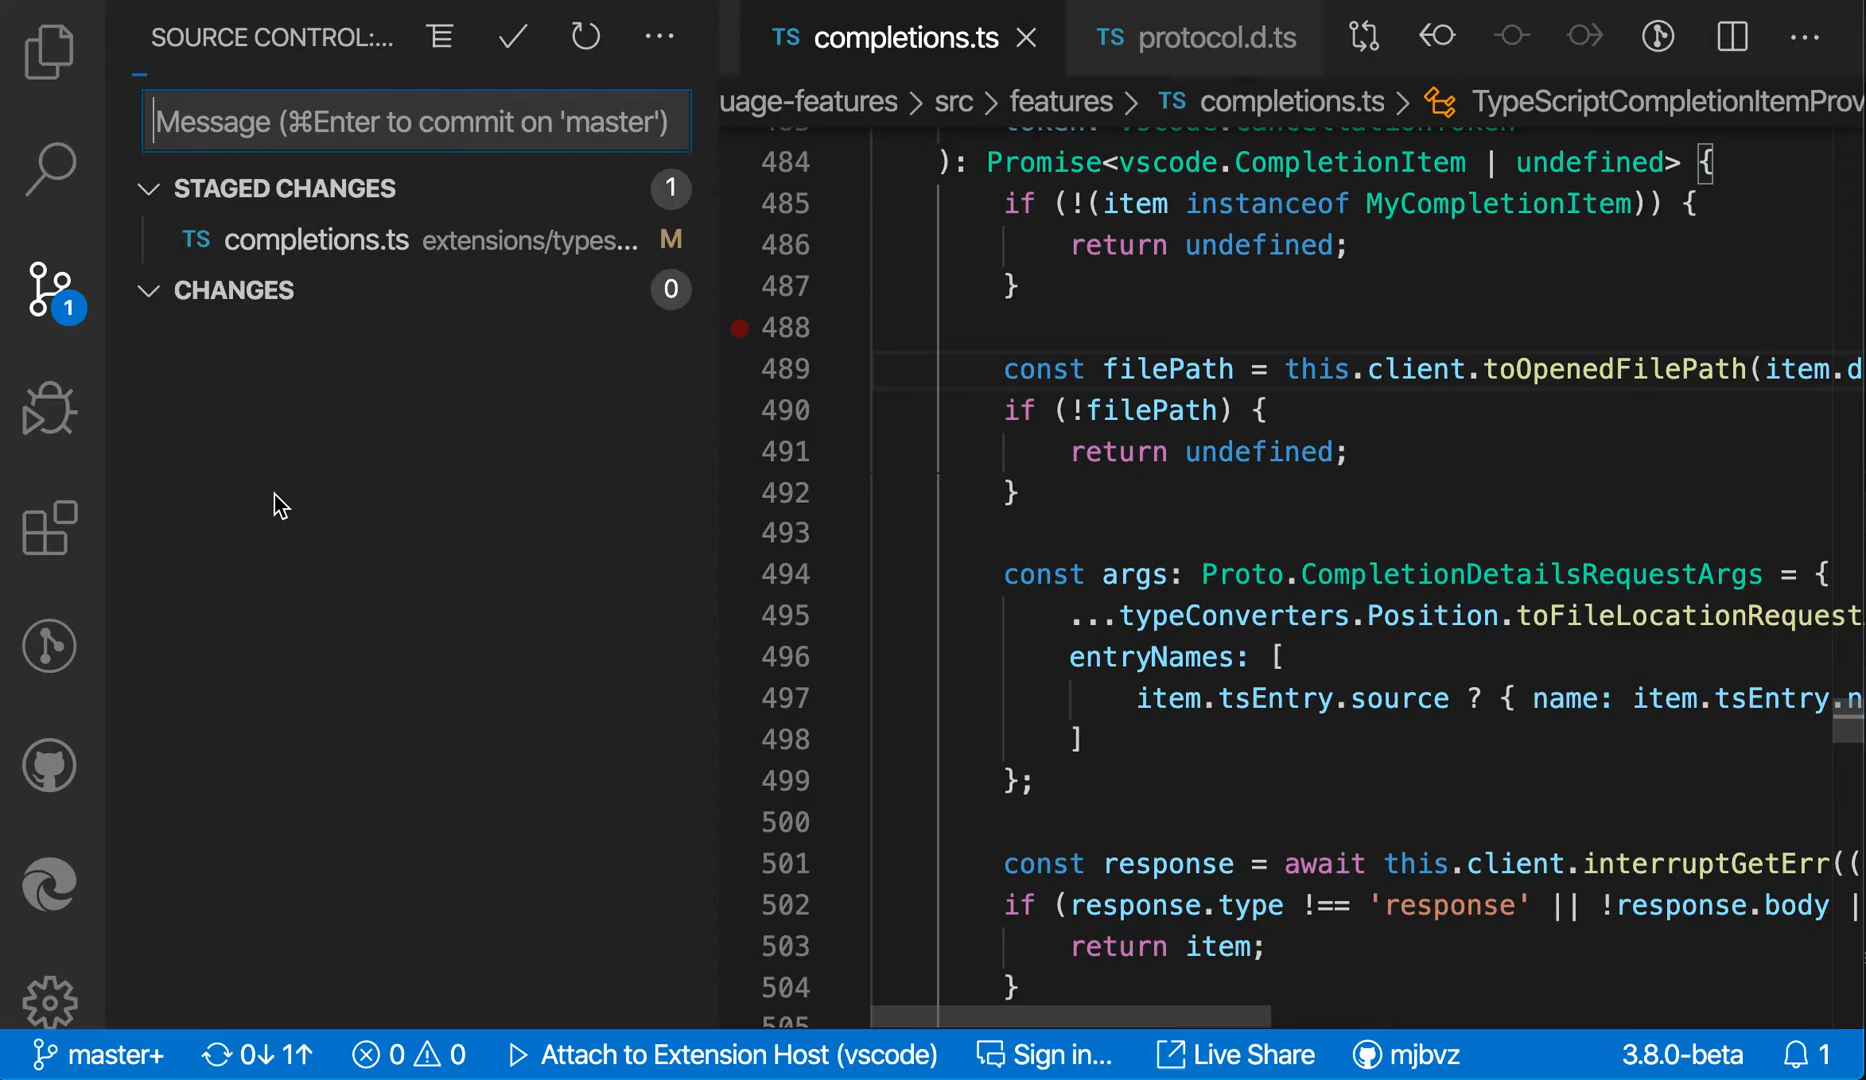 SOURCE CONTROL:...
Message (⌘Enter to commit on 'master')
STAGED CHANGES 1
TS completions.ts extensions/types... M
CHANGES 0
1
TS completions.ts
TS protocol.d.ts
uage-features > src > features > TS completions.ts > TypeScriptCompletionItemProv
token: vscode.CancellationToken
484 ): Promise<vscode.CompletionItem | undefined> {
485 if (!(item instanceof MyCompletionItem)) {
486 return undefined;
487 }
488
489 const filePath = this.client.toOpenedFilePath(item.d
490 if (!filePath) {
491 return undefined;
492 }
493
494 const args: Proto.CompletionDetailsRequestArgs = {
495 ...typeConverters.Position.toFileLocationRequest
496 entryNames: [
497 item.tsEntry.source ? { name: item.tsEntry.n
498 ]
499 };
500
501 const response = await this.client.interruptGetErr((
502 if (response.type !== 'response' || !response.body |
503 return item;
504 }
505
master+ 0↓ 1↑ 0 0 Attach to Extension Host (vscode) Sign in... Live Share mjbvz 3.8.0-beta 1